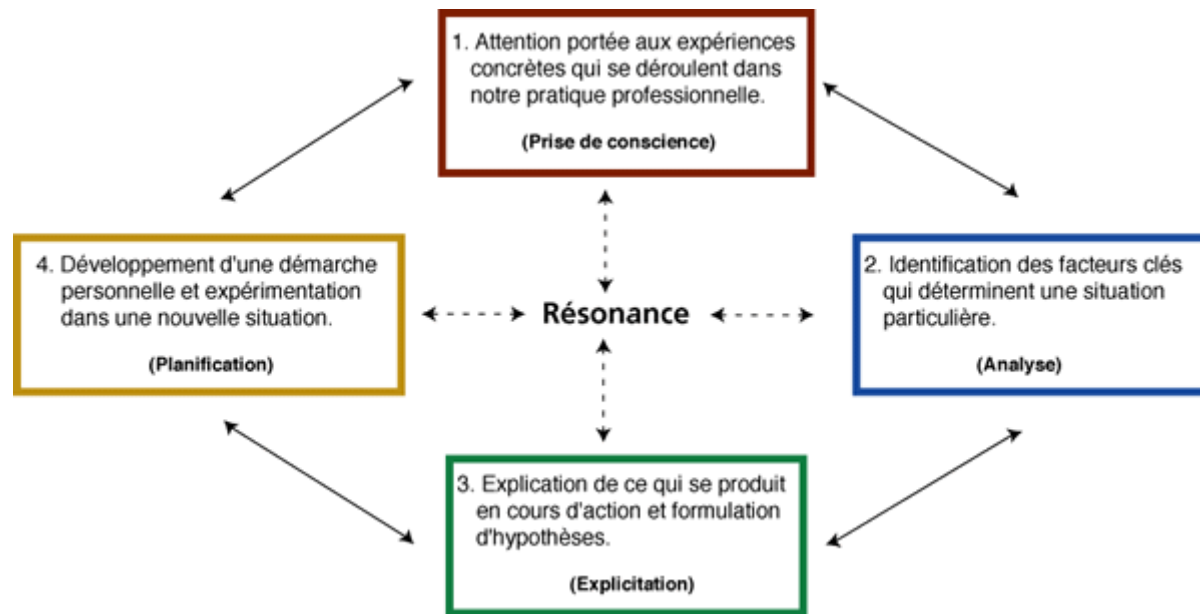 1. Attention portée aux expériences
concrètes qui se déroulent dans
notre pratique professionnelle.
(Prise de conscience)
4. Développement d'une démarche
personnelle et expérimentation
dans une nouvelle situation.
(Planification)
Résonance
2. Identification des facteurs clés
qui déterminent une situation
particulière.
(Analyse)
3. Explication de ce qui se produit
en cours d'action et formulation
d'hypothèses.
(Explicitation)